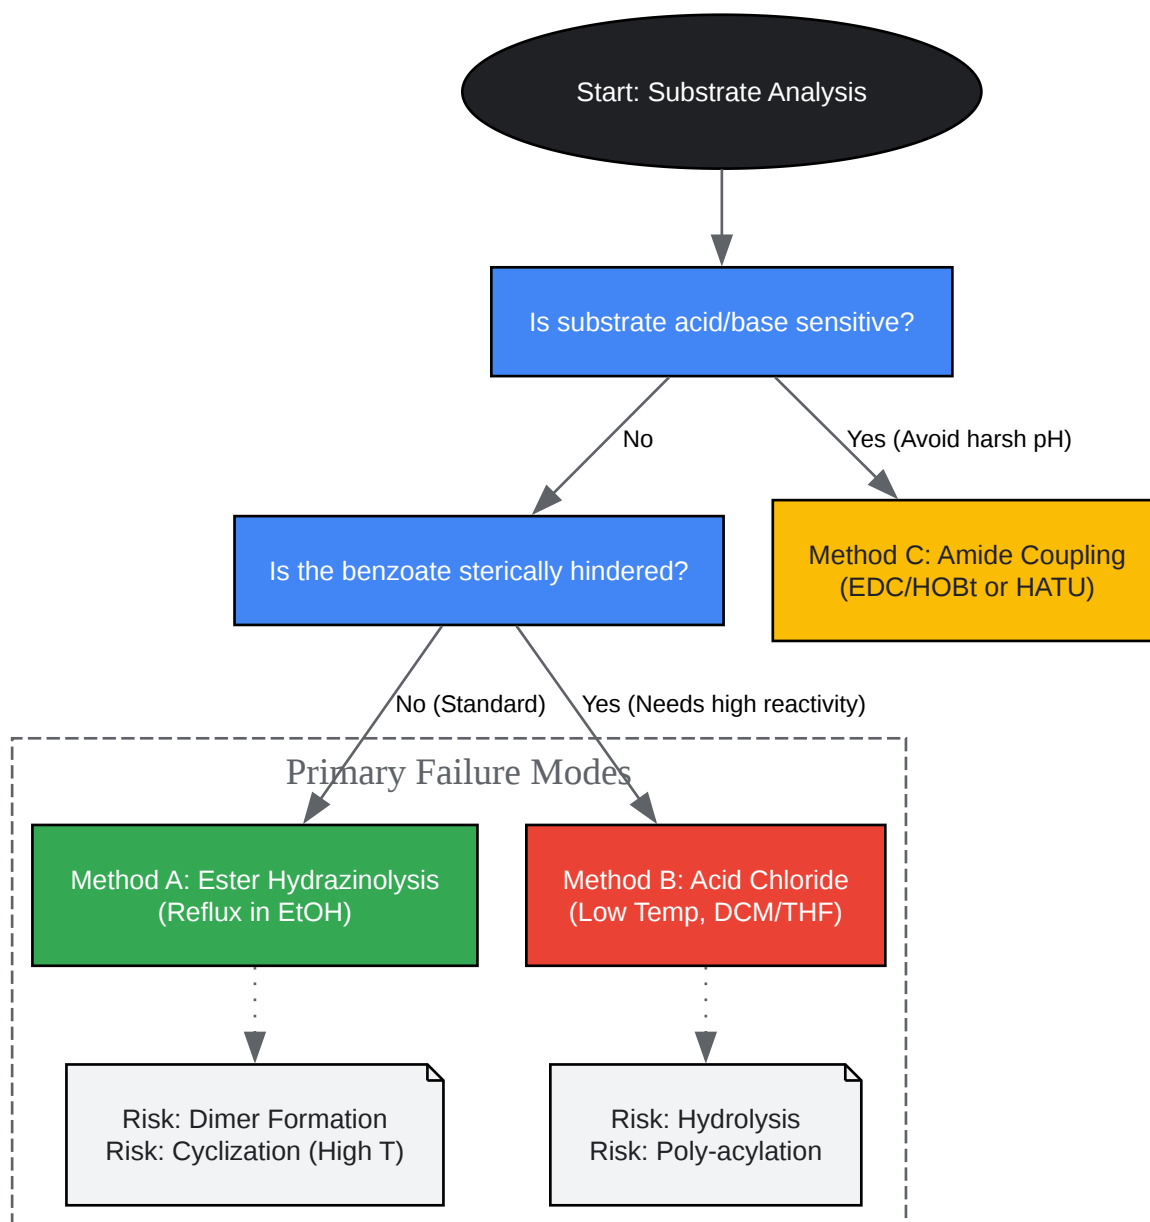 Start: Substrate Analysis
Is substrate acid/base sensitive?
No
Yes (Avoid harsh pH)
Is the benzoate sterically hindered?
Method C: Amide Coupling
(EDC/HOBt or HATU)
No (Standard)
Yes (Needs high reactivity)
Primary Failure Modes
Method A: Ester Hydrazinolysis
(Reflux in EtOH)
Method B: Acid Chloride
(Low Temp, DCM/THF)
Risk: Dimer Formation
Risk: Cyclization (High T)
Risk: Hydrolysis
Risk: Poly-acylation